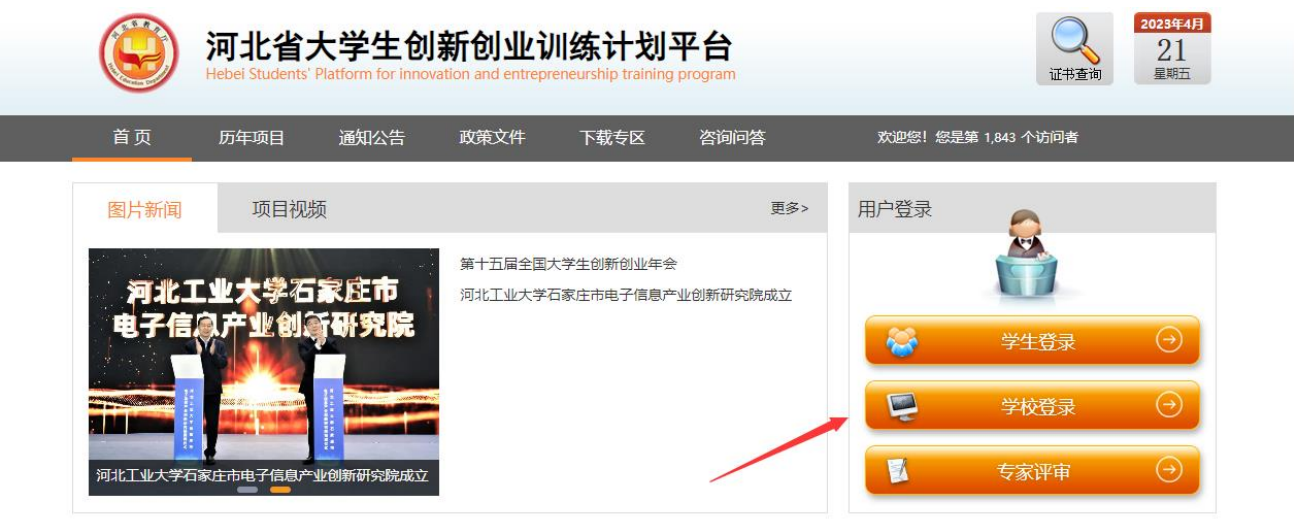 河北省大学生创新创业训练计划平台
Hebei Students' Platform for innovation and entrepreneurship training program
证书查询
2023年4月
21
星期五
首页 历年项目 通知公告 政策文件 下载专区 咨询问答 欢迎您！您是第 1,843 个访问者
图片新闻 项目视频 更多>
用户登录
河北工业大学石家庄市
电子信息产业创新研究院
河北工业大学石家庄市电子信息产业创新研究院成立
第十五届全国大学生创新创业年会
河北工业大学石家庄市电子信息产业创新研究院成立
学生登录
学校登录
专家评审